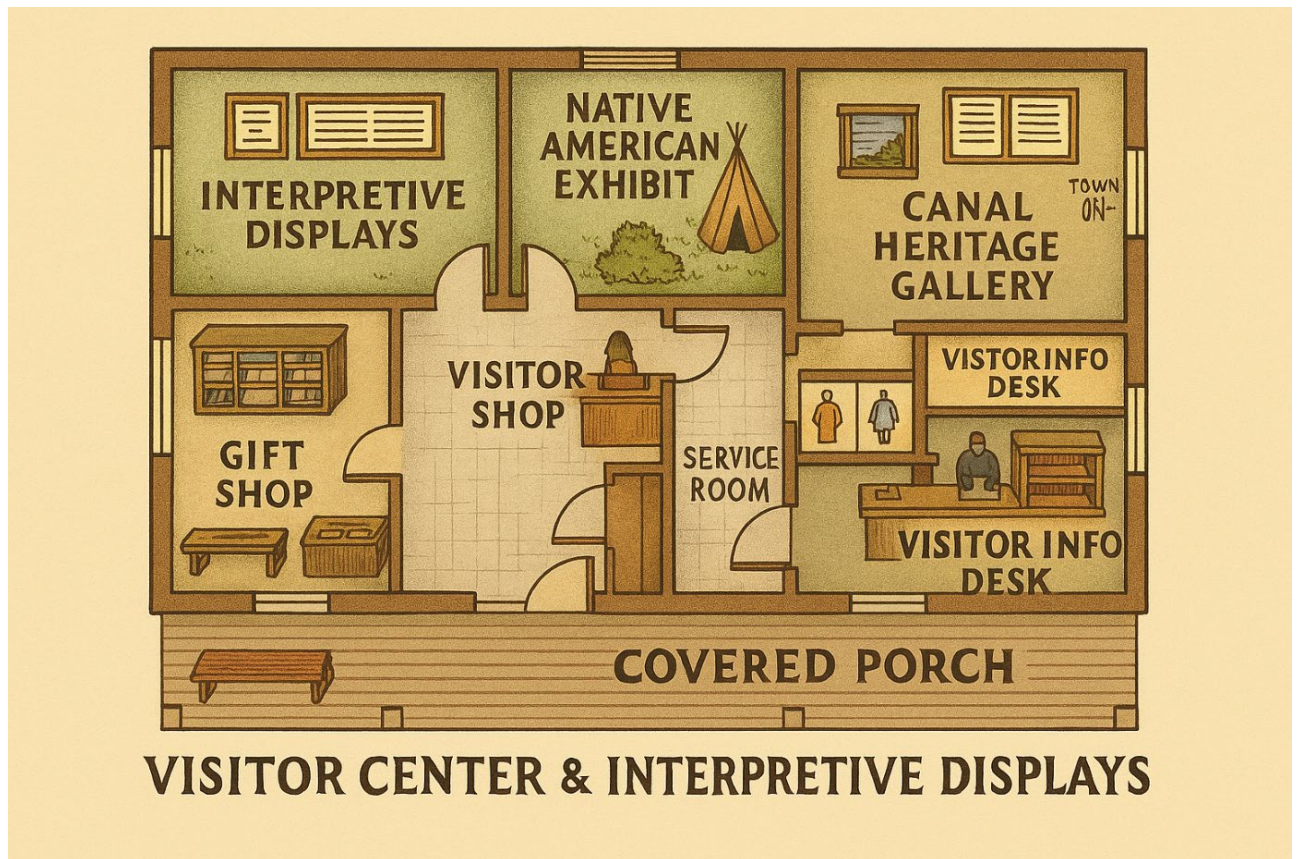 INTERPRETIVE
DISPLAYS
NATIVE
AMERICAN
EXHIBIT
CANAL
HERITAGE
GALLERY
TOWN
ON-
GIFT
SHOP
VISITOR
SHOP
SERVICE
ROOM
VISTOR INFO
DESK
VISITOR INFO
DESK
COVERED PORCH
VISITOR CENTER & INTERPRETIVE DISPLAYS